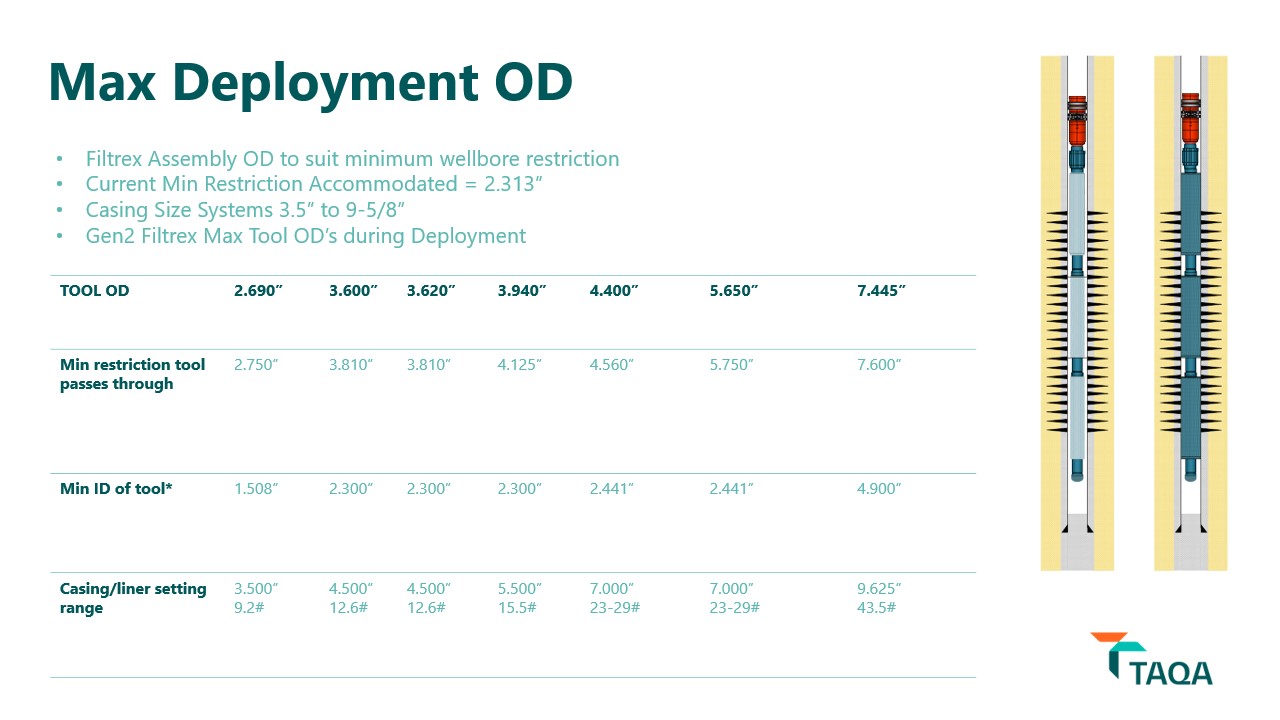 Max Deployment OD
• Filtrex Assembly OD to suit minimum wellbore restriction
• Current Min Restriction Accommodated = 2.313”
• Casing Size Systems 3.5” to 9-5/8”
• Gen2 Filtrex Max Tool OD’s during Deployment
TOOL OD 2.690” 3.600” 3.620” 3.940” 4.400” 5.650” 7.445”
Min restriction tool 2.750” 3.810” 3.810” 4.125” 4.560” 5.750” 7.600”
passes through
Min ID of tool* 1.508” 2.300” 2.300” 2.300” 2.441” 2.441” 4.900”
Casing/liner setting 3.500” 4.500” 4.500” 5.500” 7.000” 7.000” 9.625”
range 9.2# 12.6# 12.6# 15.5# 23-29# 23-29# 43.5#
TAQA